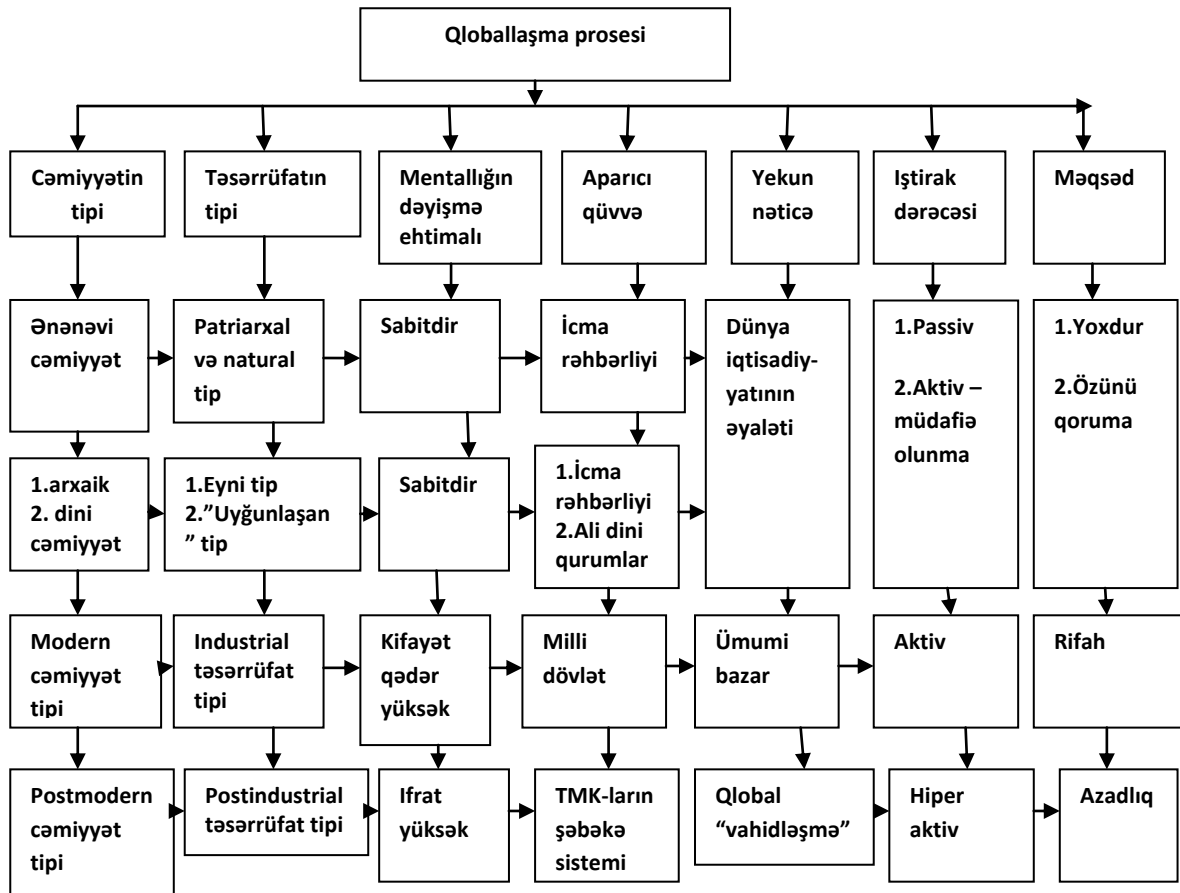 Qloballaşma prosesi
Cəmiyyətin
tipi
Təsərrüfatın
tipi
Mentallığın
dəyişmə
ehtimalı
Aparıcı
qüvvə
Yekun
nəticə
Iştirak
dərəcəsi
Məqsəd
Ənənəvi
cəmiyyət
Patriarxal
və natural
tip
Sabitdir
İcma
rəhbərliyi
Dünya
iqtisadiy-
yatının
əyaləti
1.Passiv
2.Aktiv –
müdafiə
olunma
1.Yoxdur
2.Özünü
qoruma
1.arxaik
2. dini
cəmiyyət
1.Eyni tip
2.”Uyğunlaşan
” tip
Sabitdir
1.İcma
rəhbərliyi
2.Ali dini
qurumlar
Modern
cəmiyyət
tipi
Industrial
təsərrüfat
tipi
Kifayət
qədər
yüksək
Milli
dövlət
Ümumi
bazar
Aktiv
Rifah
Postmodern
cəmiyyət
tipi
Postindustrial
təsərrüfat tipi
Ifrat
yüksək
TMK-ların
şəbəkə
sistemi
Qlobal
“vahidləşmə”
Hiper
aktiv
Azadlıq